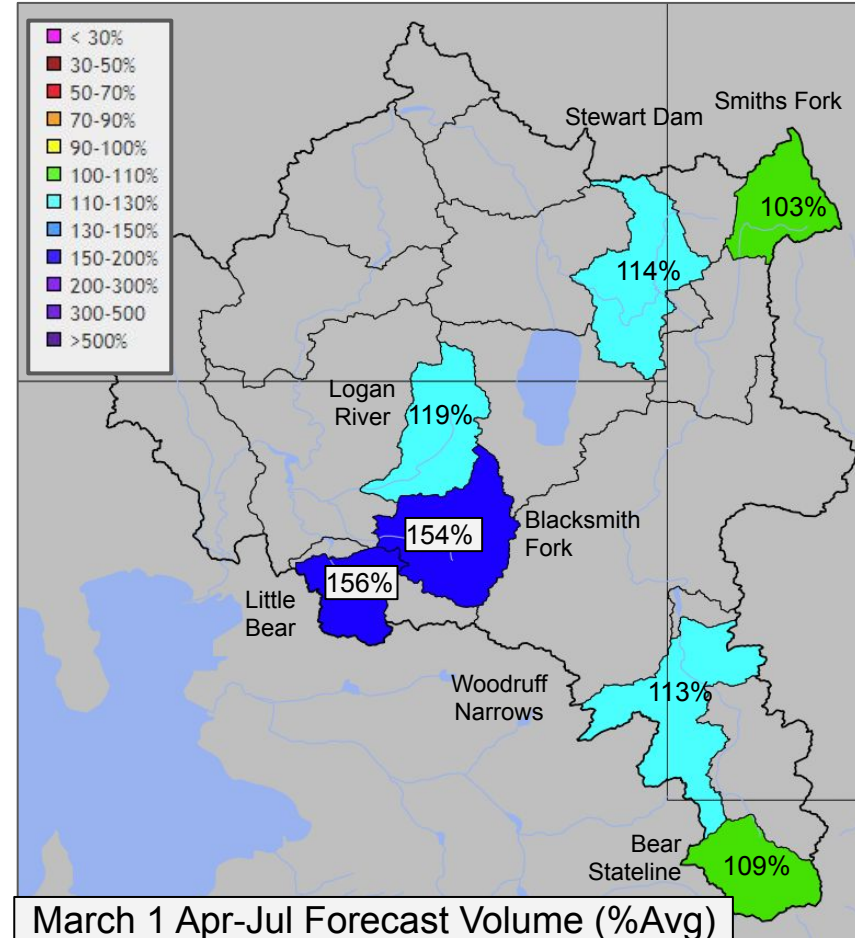 < 30%
30-50%
50-70%
70-90%
90-100%
100-110%
110-130%
130-150%
150-200%
200-300%
300-500
>500%
Smiths Fork
Stewart Dam
103%
114%
Logan
River
119%
154%
Blacksmith
Fork
156%
Little
Bear
Woodruff
Narrows
113%
Bear
Stateline
109%
March 1 Apr-Jul Forecast Volume (%Avg)